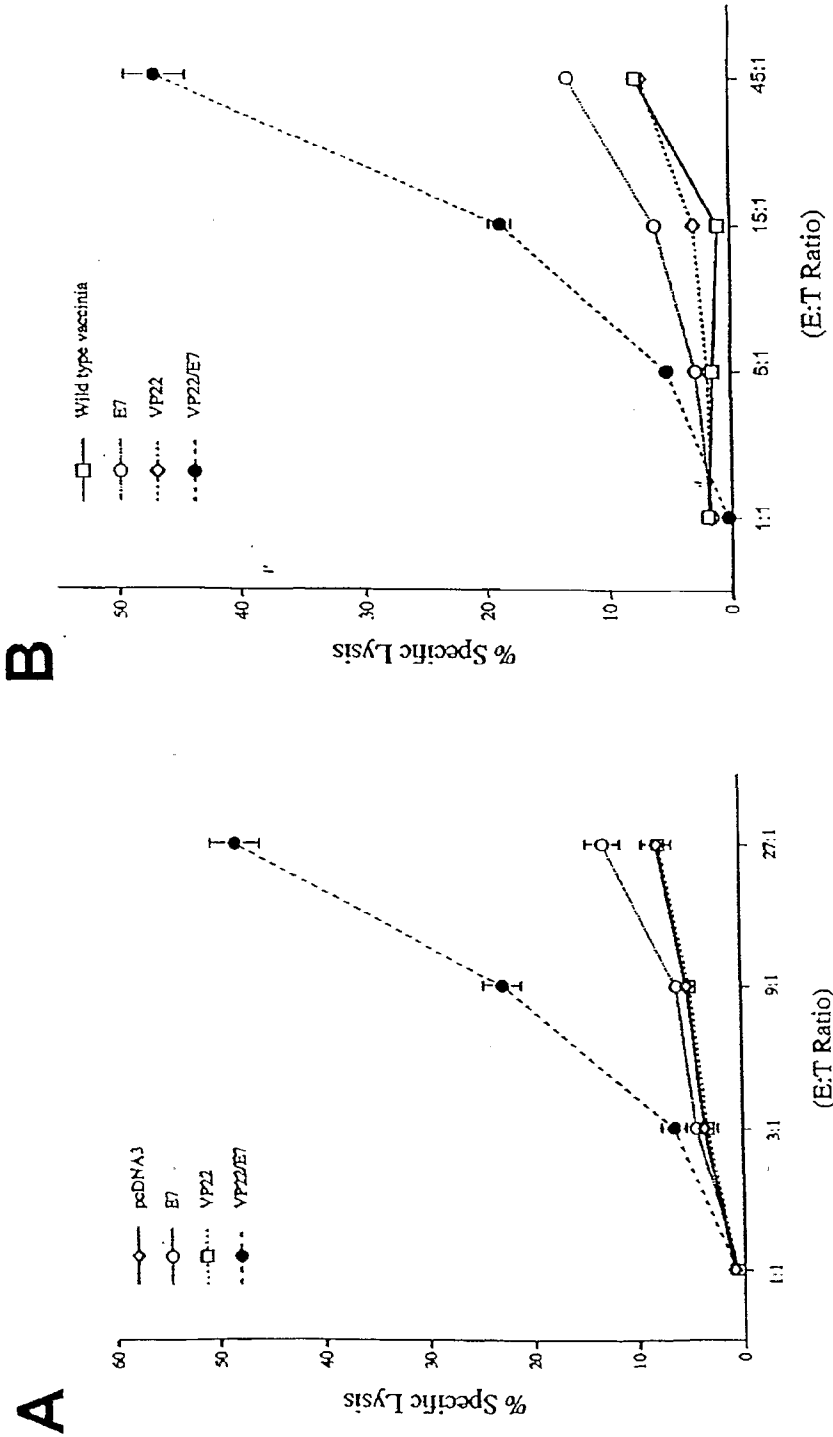 A
60
50
40
30
20
10
0
% Specific Lysis
pcDNA3
E7
VP22
VP22/E7
1:1
3:1
9:1
27:1
(E:T Ratio)
B
50
40
30
20
10
0
% Specific Lysis
Wild type vaccinia
E7
VP22
VP22/E7
1:1
5:1
15:1
45:1
(E:T Ratio)